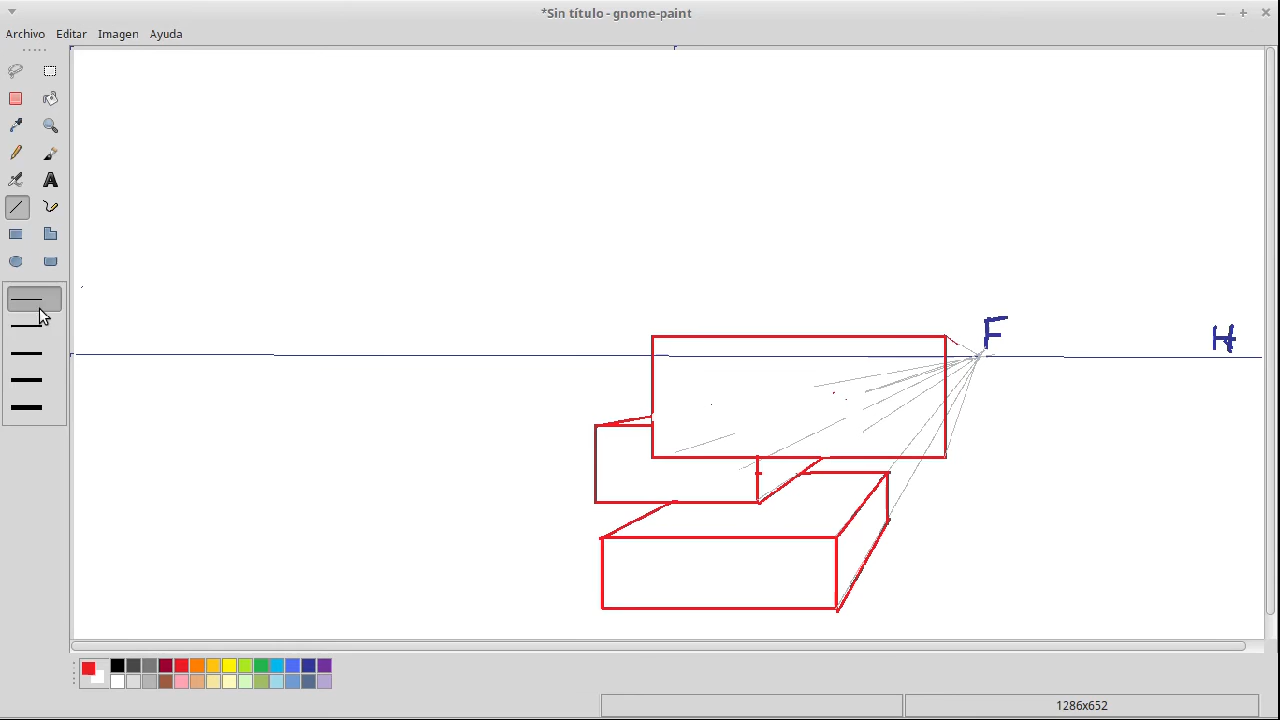 *Sin título - gnome-paint
Archivo Editar Imagen Ayuda
A
F
H
1286x652